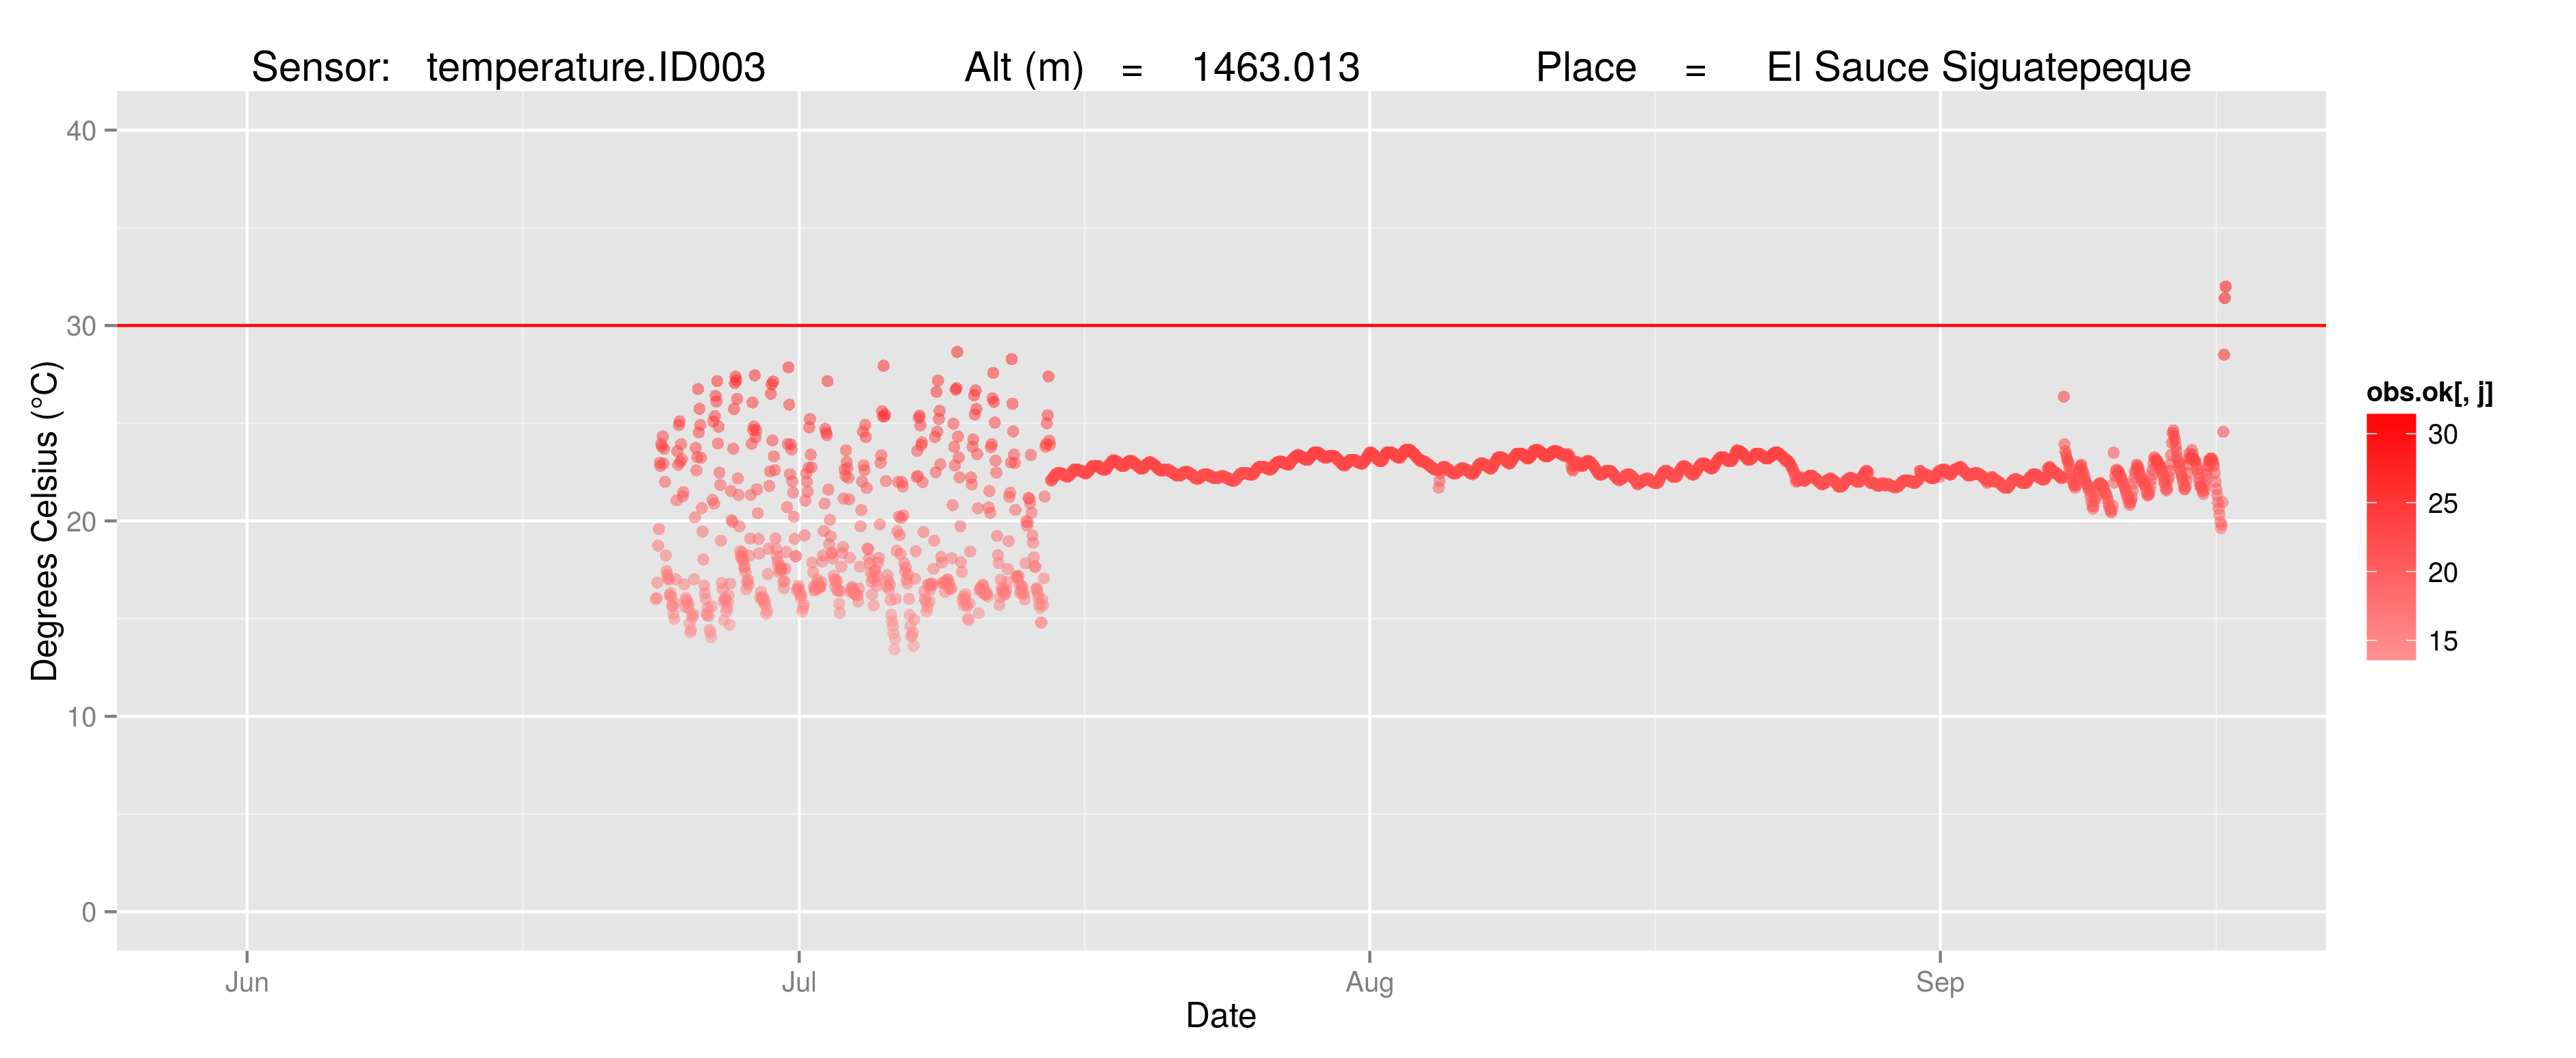 Sensor: temperature.ID003 Alt (m) = 1463.013 Place = El Sauce Siguatepeque
40
30
20
10
0
Degrees Celsius (°C)
Jun Jul Aug Sep
Date
obs.ok[, j]
30
25
20
15